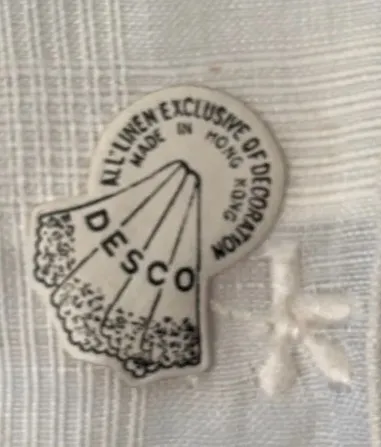 ALL LINEN EXCLUSIVE OF DECORATION
MADE IN HONG KONG
DESCO